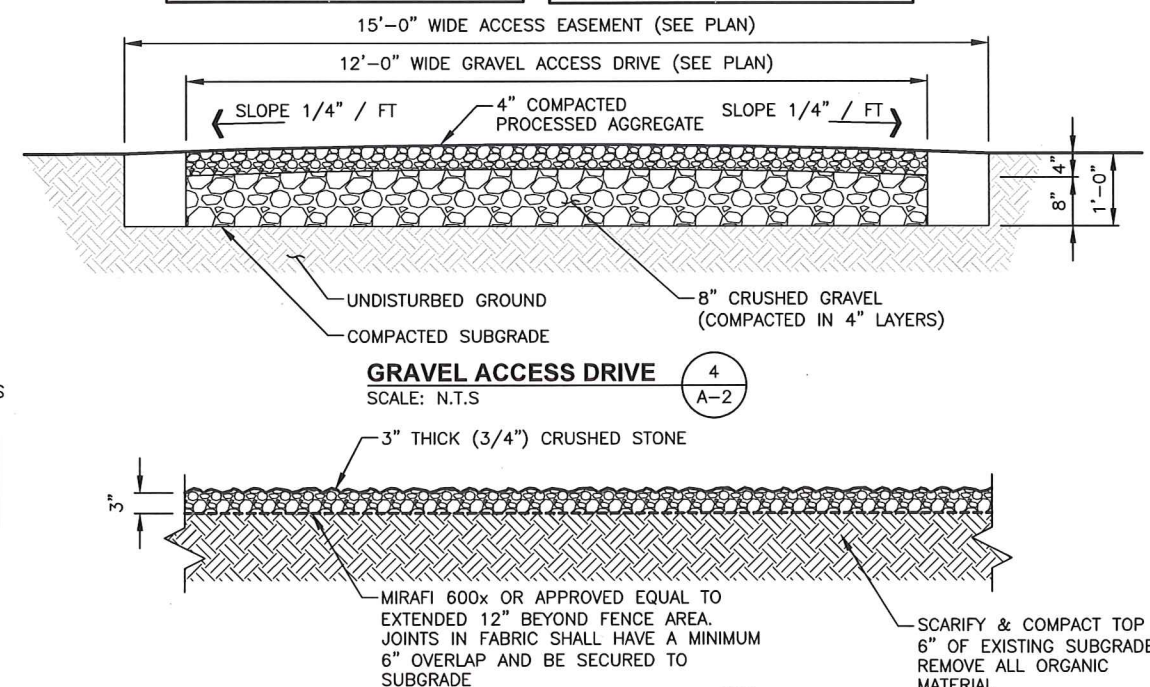 15'-0" WIDE ACCESS EASEMENT (SEE PLAN)
12'-0" WIDE GRAVEL ACCESS DRIVE (SEE PLAN)
SLOPE 1/4" / FT
4" COMPACTED
PROCESSED AGGREGATE
SLOPE 1/4" / FT
4"
8"
1'-0"
UNDISTURBED GROUND
COMPACTED SUBGRADE
8" CRUSHED GRAVEL
(COMPACTED IN 4" LAYERS)
GRAVEL ACCESS DRIVE
4
A-2
SCALE: N.T.S
S
3" THICK (3/4") CRUSHED STONE
3"
MIRAFI 600x OR APPROVED EQUAL TO
EXTENDED 12" BEYOND FENCE AREA.
JOINTS IN FABRIC SHALL HAVE A MINIMUM
6" OVERLAP AND BE SECURED TO
SUBGRADE
SCARIFY & COMPACT TOP
6" OF EXISTING SUBGRADE
REMOVE ALL ORGANIC
MATERIAL